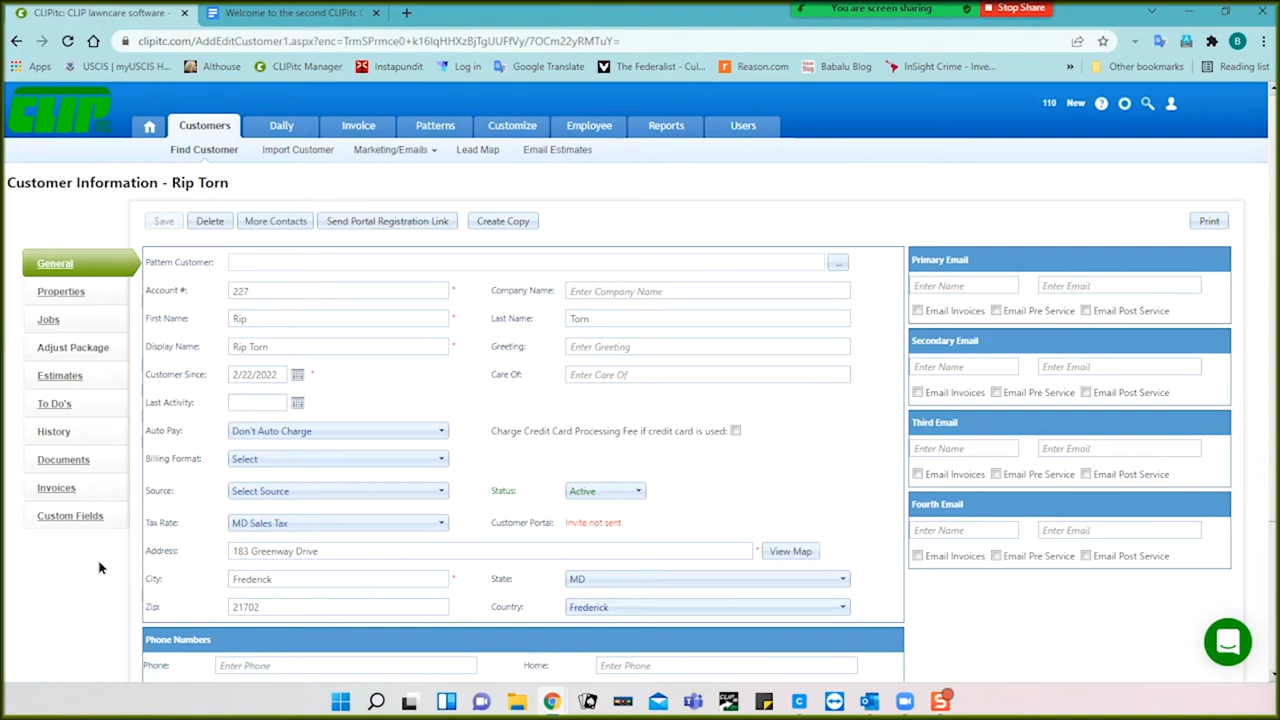 CLIPitc: CLIP lawncare software -
Welcome to the second CLIPitc C
You are screen sharing
Stop Share
clipitc.com/AddEditCustomer1.aspx?enc=TrmSPrmce0+k16IqHHXzBjTgUUFfVy/7OCm22yRMTuY=
B
Apps
USCIS | myUSCIS H...
Althouse
CLIPitc Manager
Instapundit
Log in
Google Translate
The Federalist - Cul...
Reason.com
Babalu Blog
InSight Crime - Inve...
Other bookmarks
Reading list
CLIP
110 New
Customers Daily Invoice Patterns Customize Employee Reports Users
Find Customer Import Customer Marketing/Emails Lead Map Email Estimates
Customer Information - Rip Torn
Save Delete More Contacts Send Portal Registration Link Create Copy Print
General
Properties
Jobs
Adjust Package
Estimates
To Do's
History
Documents
Invoices
Custom Fields
Pattern Customer: ...
Account #: 227 * Company Name: Enter Company Name
First Name: Rip * Last Name: Torn
Display Name: Rip Torn * Greeting: Enter Greeting
Customer Since: 2/22/2022 * Care Of: Enter Care Of
Last Activity:
Auto Pay: Don't Auto Charge Charge Credit Card Processing Fee if credit card is used:
Billing Format: Select
Source: Select Source Status: Active
Tax Rate: MD Sales Tax Customer Portal: Invite not sent
Address: 183 Greenway Drive * View Map
City: Frederick * State: MD
Zip: 21702 Country: Frederick
Phone Numbers
Phone: Enter Phone Home: Enter Phone
Primary Email
Enter Name Enter Email
Email Invoices Email Pre Service Email Post Service
Secondary Email
Enter Name Enter Email
Email Invoices Email Pre Service Email Post Service
Third Email
Enter Name Enter Email
Email Invoices Email Pre Service Email Post Service
Fourth Email
Enter Name Enter Email
Email Invoices Email Pre Service Email Post Service